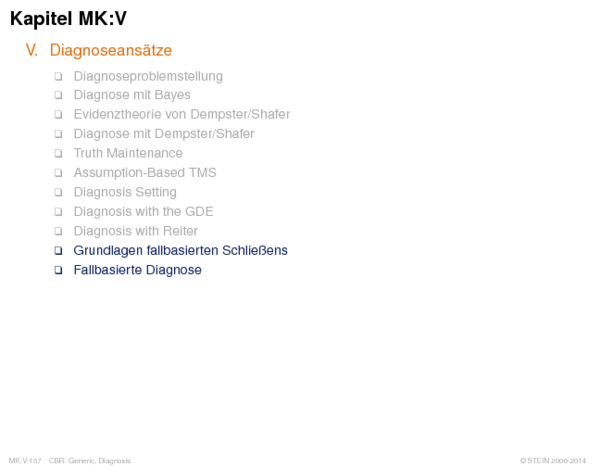 Kapitel MK:V
V. Diagnoseansätze
❑ Diagnoseproblemstellung
❑ Diagnose mit Bayes
❑ Evidenztheorie von Dempster/Shafer
❑ Diagnose mit Dempster/Shafer
❑ Truth Maintenance
❑ Assumption-Based TMS
❑ Diagnosis Setting
❑ Diagnosis with the GDE
❑ Diagnosis with Reiter
❑ Grundlagen fallbasierten Schließens
❑ Fallbasierte Diagnose
MK:V-167 CBR: Generic, Diagnosis
© STEIN 2000-2014